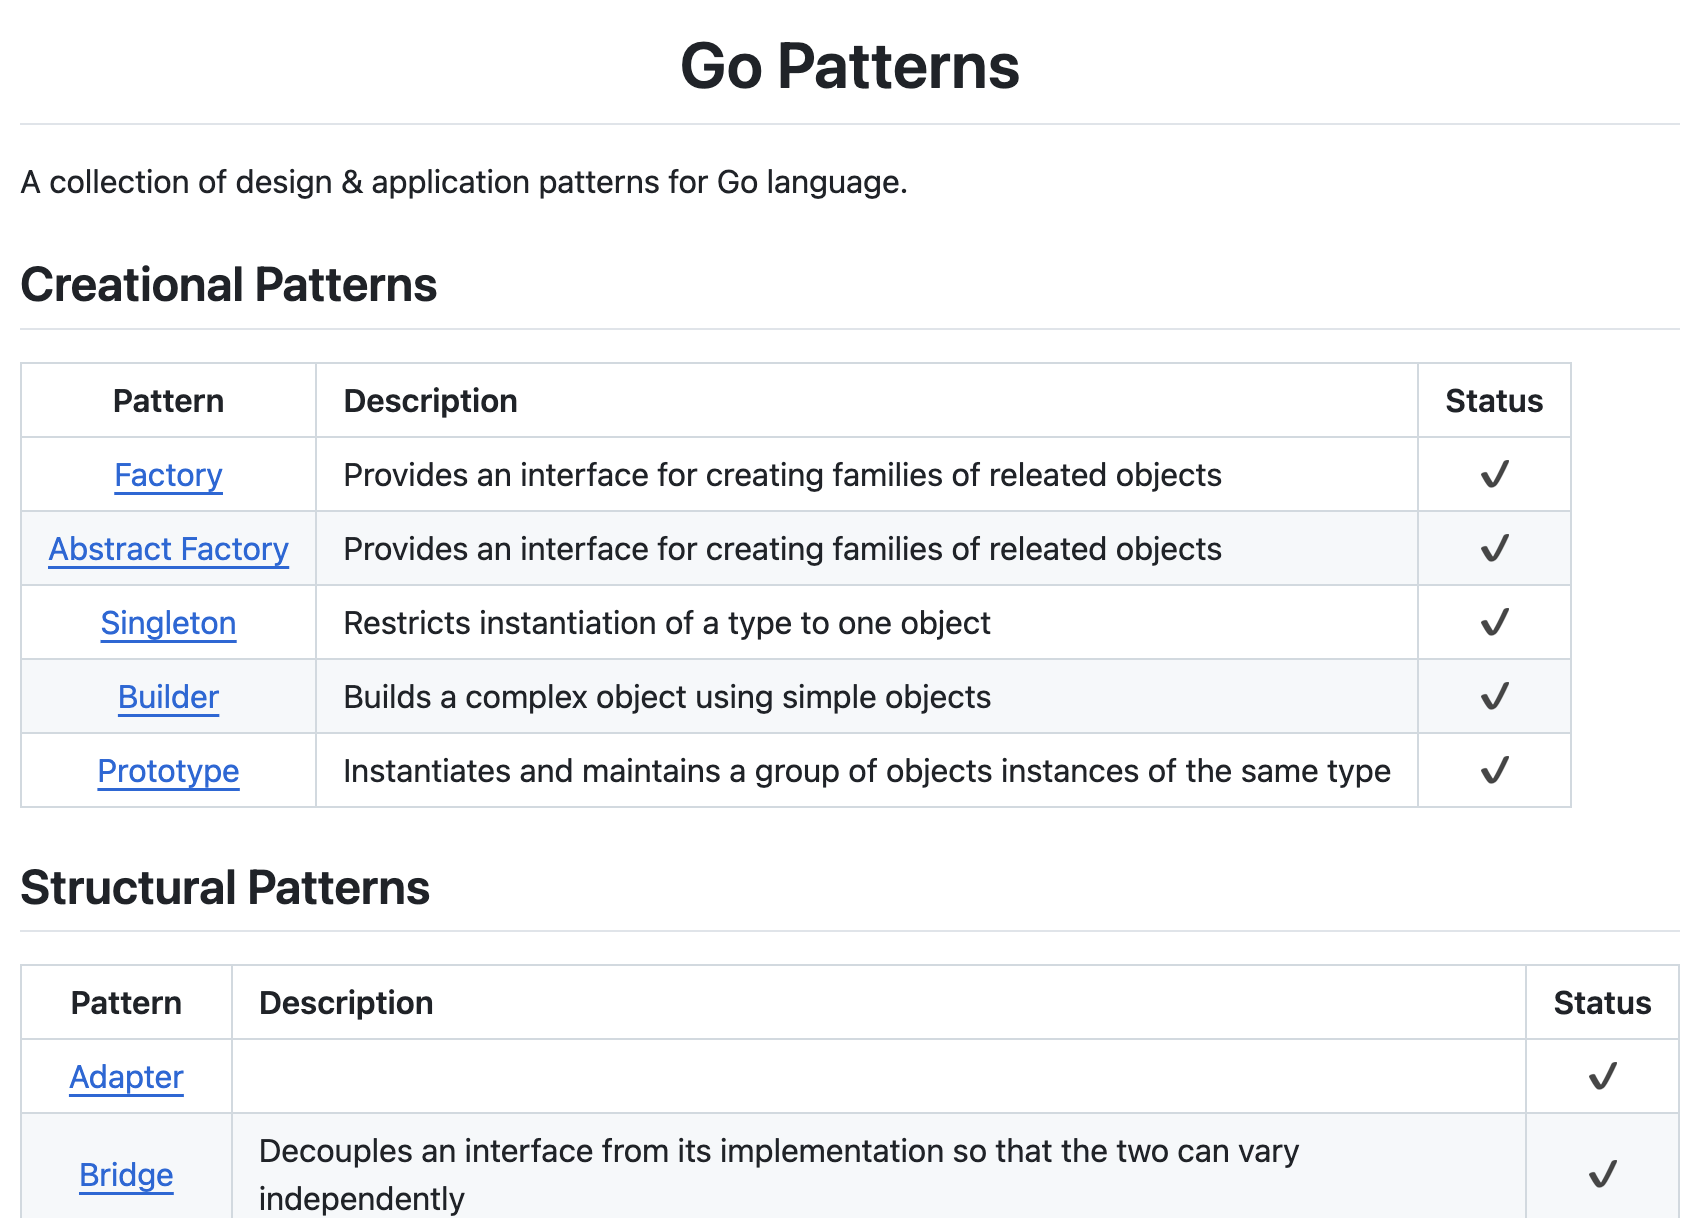 Go Patterns
A collection of design & application patterns for Go language.
Creational Patterns
Pattern Description Status
Factory Provides an interface for creating families of releated objects ✔
Abstract Factory Provides an interface for creating families of releated objects ✔
Singleton Restricts instantiation of a type to one object ✔
Builder Builds a complex object using simple objects ✔
Prototype Instantiates and maintains a group of objects instances of the same type ✔
Structural Patterns
Pattern Description Status
Adapter ✔
Bridge Decouples an interface from its implementation so that the two can vary ✔
independently